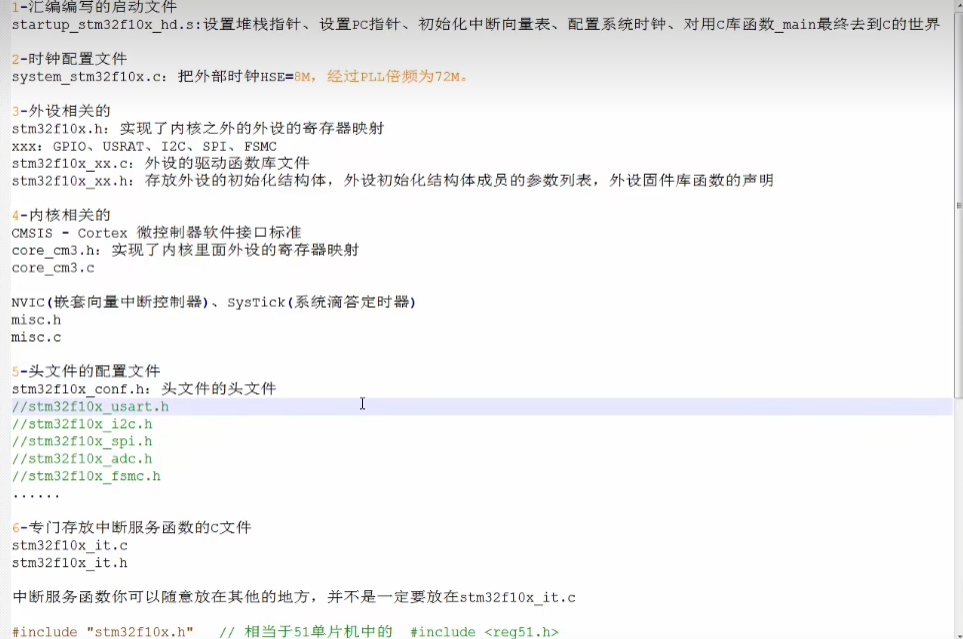 1-汇编编写的启动文件
startup_stm32f10x_hd.s:设置堆栈指针、设置PC指针、初始化中断向量表、配置系统时钟、对用C库函数_main最终去到C的世界
2-时钟配置文件
system_stm32f10x.c: 把外部时钟HSE=8M, 经过PLL倍频为72M。
3-外设相关的
stm32f10x.h: 实现了内核之外的外设的寄存器映射
xxx: GPIO、USRAT、I2C、SPI、FSMC
stm32f10x_xx.c: 外设的驱动函数库文件
stm32f10x_xx.h: 存放外设的初始化结构体, 外设初始化结构体成员的参数列表, 外设固件库函数的声明
4-内核相关的
CMSIS - Cortex 微控制器软件接口标准
core_cm3.h: 实现了内核里面外设的寄存器映射
core_cm3.c
NVIC(嵌套向量中断控制器)、SysTick(系统滴答定时器)
misc.h
misc.c
5-头文件的配置文件
stm32f10x_conf.h: 头文件的头文件
//stm32f10x_usart.h
//stm32f10x_i2c.h
//stm32f10x_spi.h
//stm32f10x_adc.h
//stm32f10x_fsmc.h
......
6-专门存放中断服务函数的C文件
stm32f10x_it.c
stm32f10x_it.h
中断服务函数你可以随意放在其他的地方, 并不是一定要放在stm32f10x_it.c
#include "stm32f10x.h" // 相当于51单片机中的 #include <reg51.h>